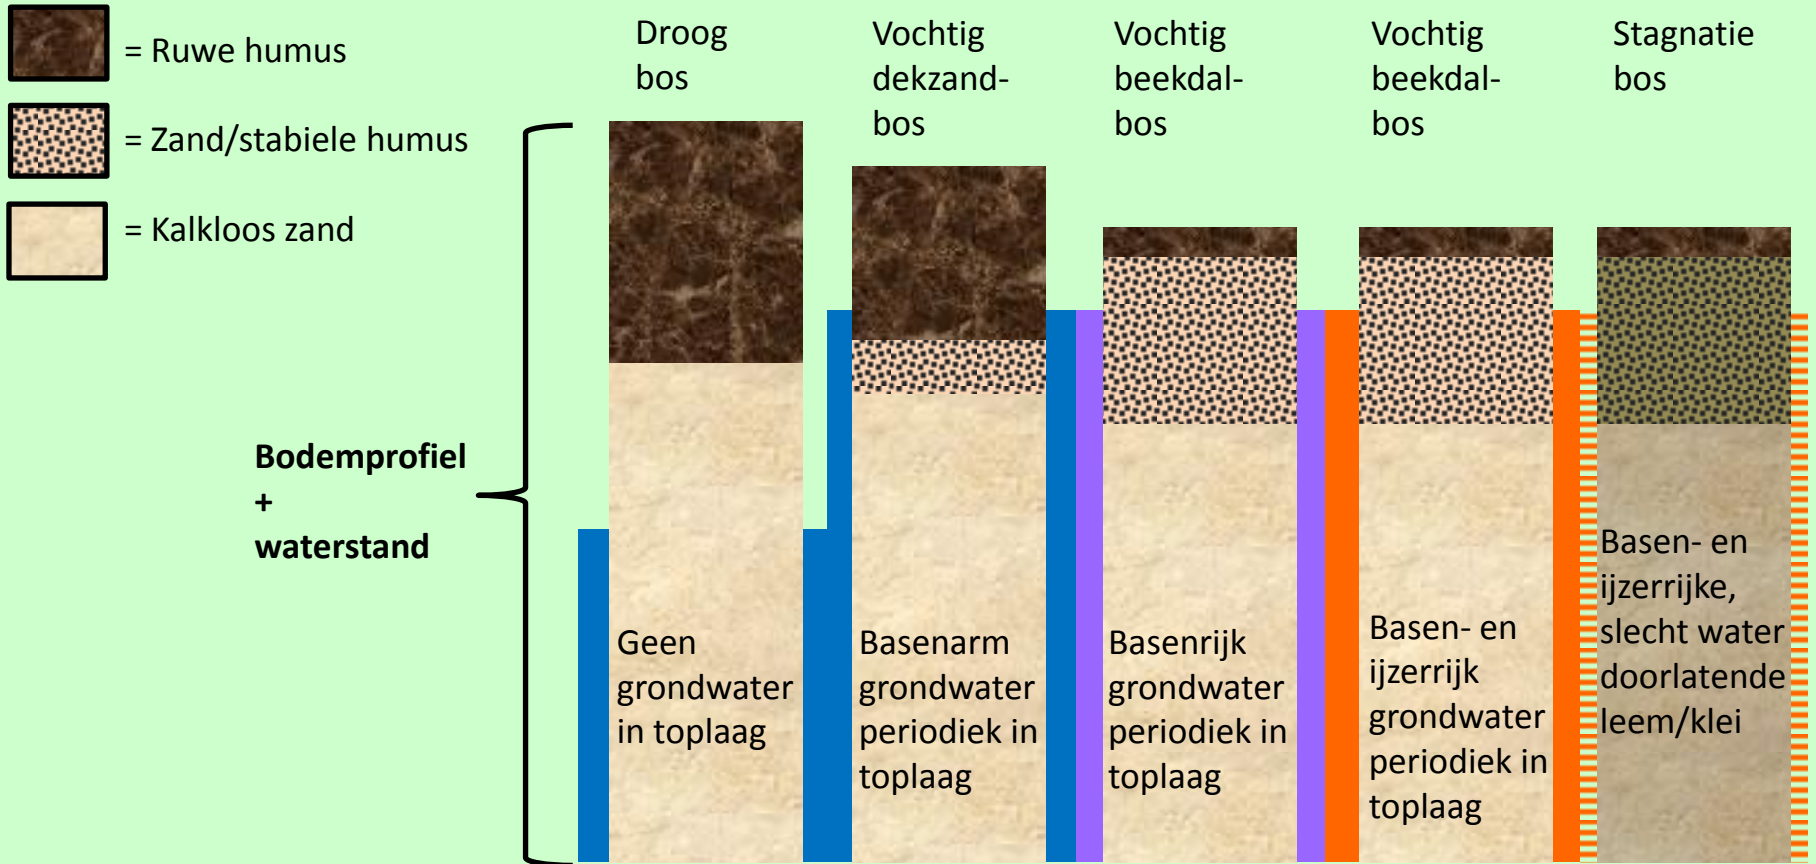 = Ruwe humus
= Zand/stabiele humus
= Kalkloos zand
Bodemprofiel
+
waterstand
Droog
bos
Vochtig
dekzand-
bos
Vochtig
beekdal-
bos
Vochtig
beekdal-
bos
Stagnatie
bos
Geen
grondwater
in toplaag
Basenarm
grondwater
periodiek in
toplaag
Basenrijk
grondwater
periodiek in
toplaag
Basen- en
ijzerrijk
grondwater
periodiek in
toplaag
Basen- en
ijzerrijke,
slecht water
doorlatende
leem/klei